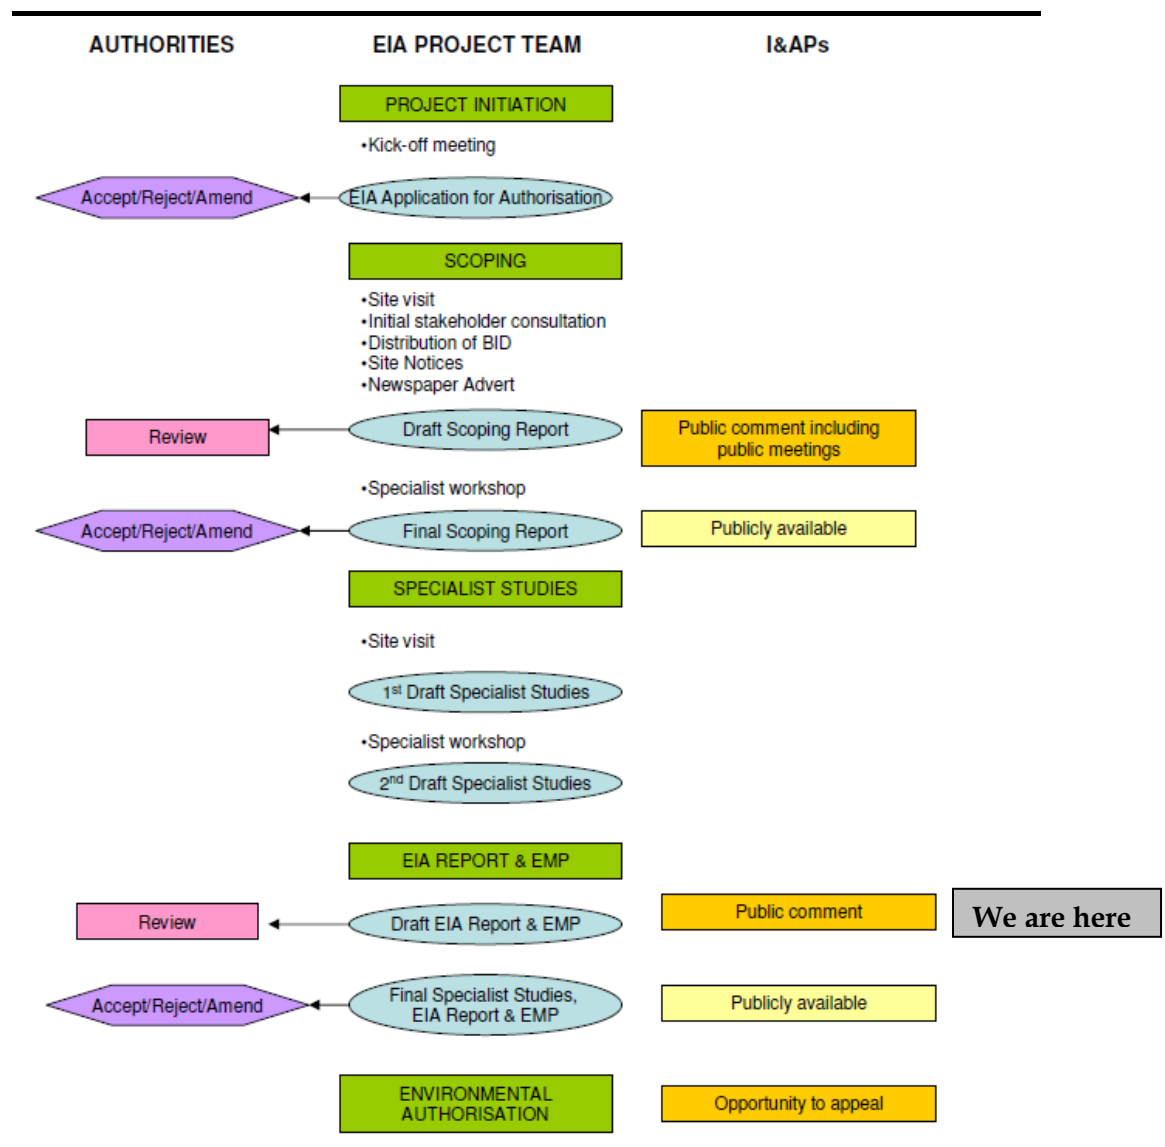 AUTHORITIES EIA PROJECT TEAM I&APs
PROJECT INITIATION
•Kick-off meeting
Accept/Reject/Amend EIA Application for Authorisation
SCOPING
•Site visit
•Initial stakeholder consultation
•Distribution of BID
•Site Notices
•Newspaper Advert
Review Draft Scoping Report Public comment including
public meetings
•Specialist workshop
Accept/Reject/Amend Final Scoping Report Publicly available
SPECIALIST STUDIES
•Site visit
1st Draft Specialist Studies
•Specialist workshop
2nd Draft Specialist Studies
EIA REPORT & EMP
Review Draft EIA Report & EMP Public comment We are here
Accept/Reject/Amend Final Specialist Studies,
EIA Report & EMP Publicly available
ENVIRONMENTAL
AUTHORISATION Opportunity to appeal